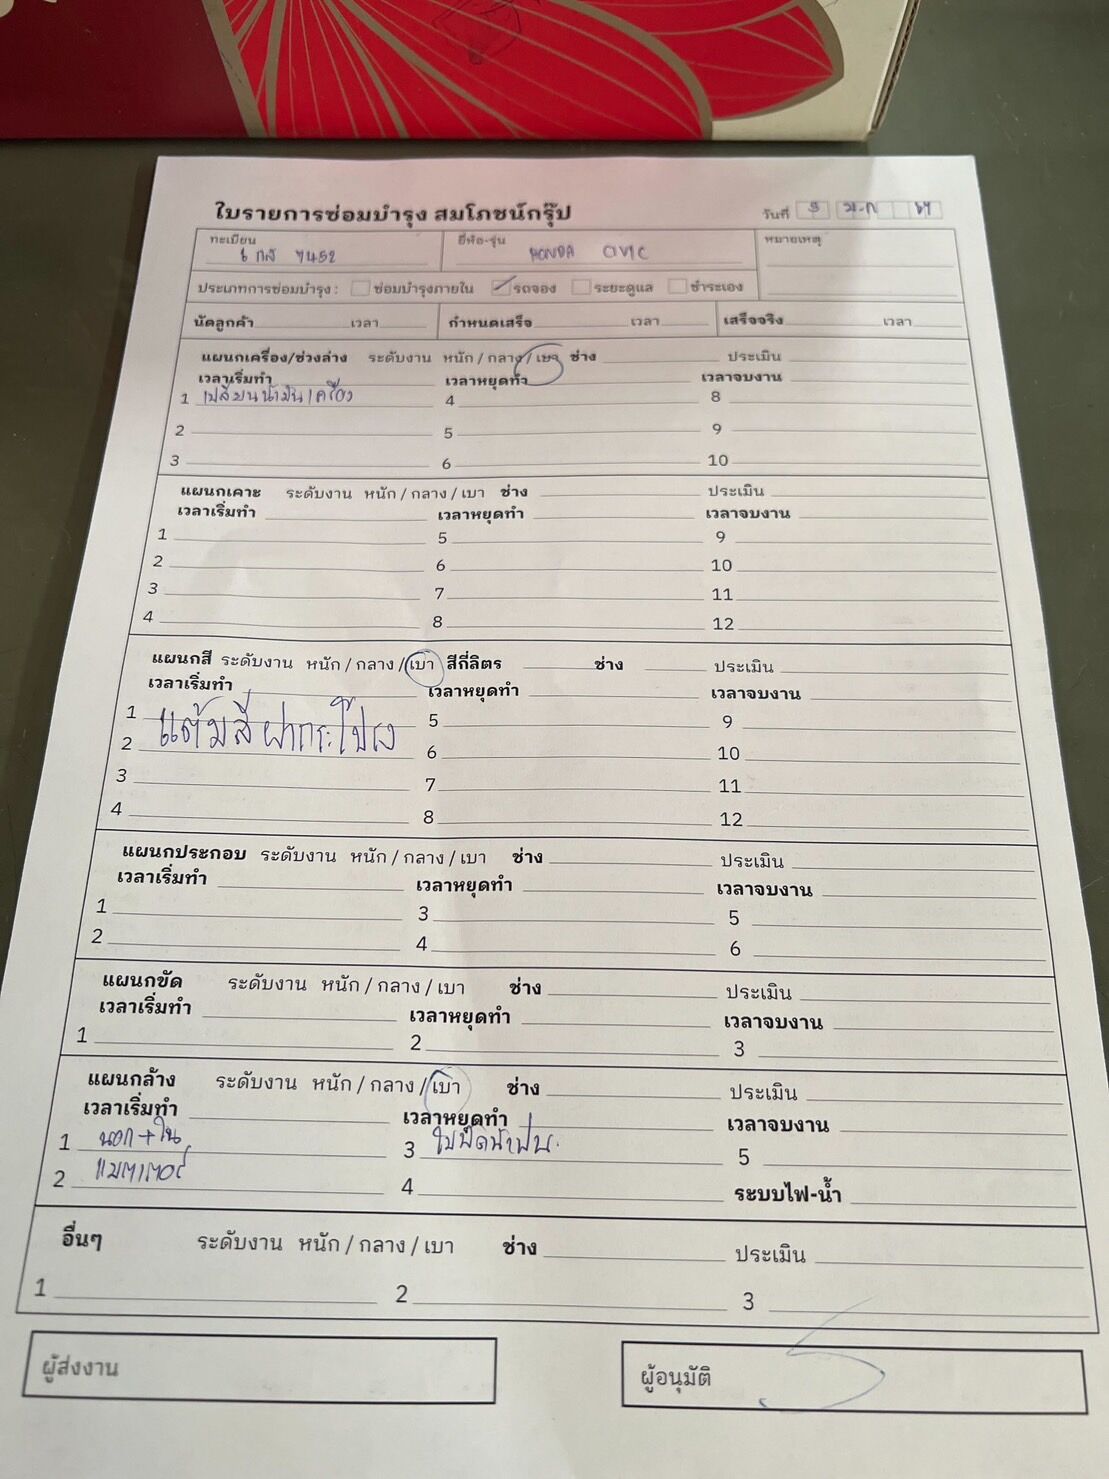 ใบรายการซ่อมบำรุง สมโภชน์กรุ๊ป
วันที่ 3
ทะเบียน 6 กส 7452
ยี่ห้อ-รุ่น HONDA CIVIC
หมายเหตุ
ประเภทการซ่อมบำรุง : ซ่อมบำรุงภายใน รถจอง ระยะดูแล ชำระเอง
นัดลูกค้า เวลา กำหนดเสร็จ เวลา เสร็จจริง เวลา
แผนกเครื่อง/ช่วงล่าง ระดับงาน หนัก / กลาง / เบา ช่าง ประเมิน
เวลาเริ่มทำ เวลาหยุดทำ เวลาจบงาน
1 เปลี่ยนน้ำมันเครื่อง 4 8
2 5 9
3 6 10
แผนกเคาะ ระดับงาน หนัก / กลาง / เบา ช่าง ประเมิน
เวลาเริ่มทำ เวลาหยุดทำ เวลาจบงาน
1 5 9
2 6 10
3 7 11
4 8 12
แผนกสี ระดับงาน หนัก / กลาง / เบา สีกี่ลิตร ช่าง ประเมิน
เวลาเริ่มทำ เวลาหยุดทำ เวลาจบงาน
1 แต้มสีฝากระโปรง 5 9
2 6 10
3 7 11
4 8 12
แผนกประกอบ ระดับงาน หนัก / กลาง / เบา ช่าง ประเมิน
เวลาเริ่มทำ เวลาหยุดทำ เวลาจบงาน
1 3 5
2 4 6
แผนกขัด ระดับงาน หนัก / กลาง / เบา ช่าง ประเมิน
เวลาเริ่มทำ เวลาหยุดทำ เวลาจบงาน
1 2 3
แผนกล้าง ระดับงาน หนัก / กลาง / เบา ช่าง ประเมิน
เวลาเริ่มทำ เวลาหยุดทำ เวลาจบงาน
1 นอก+ใน 3 ใบปัดน้ำฝน 5
2 แบตเตอรี่ 4 ระบบไฟ-น้ำ
อื่นๆ ระดับงาน หนัก / กลาง / เบา ช่าง ประเมิน
1 2 3
ผู้ส่งงาน ผู้อนุมัติ